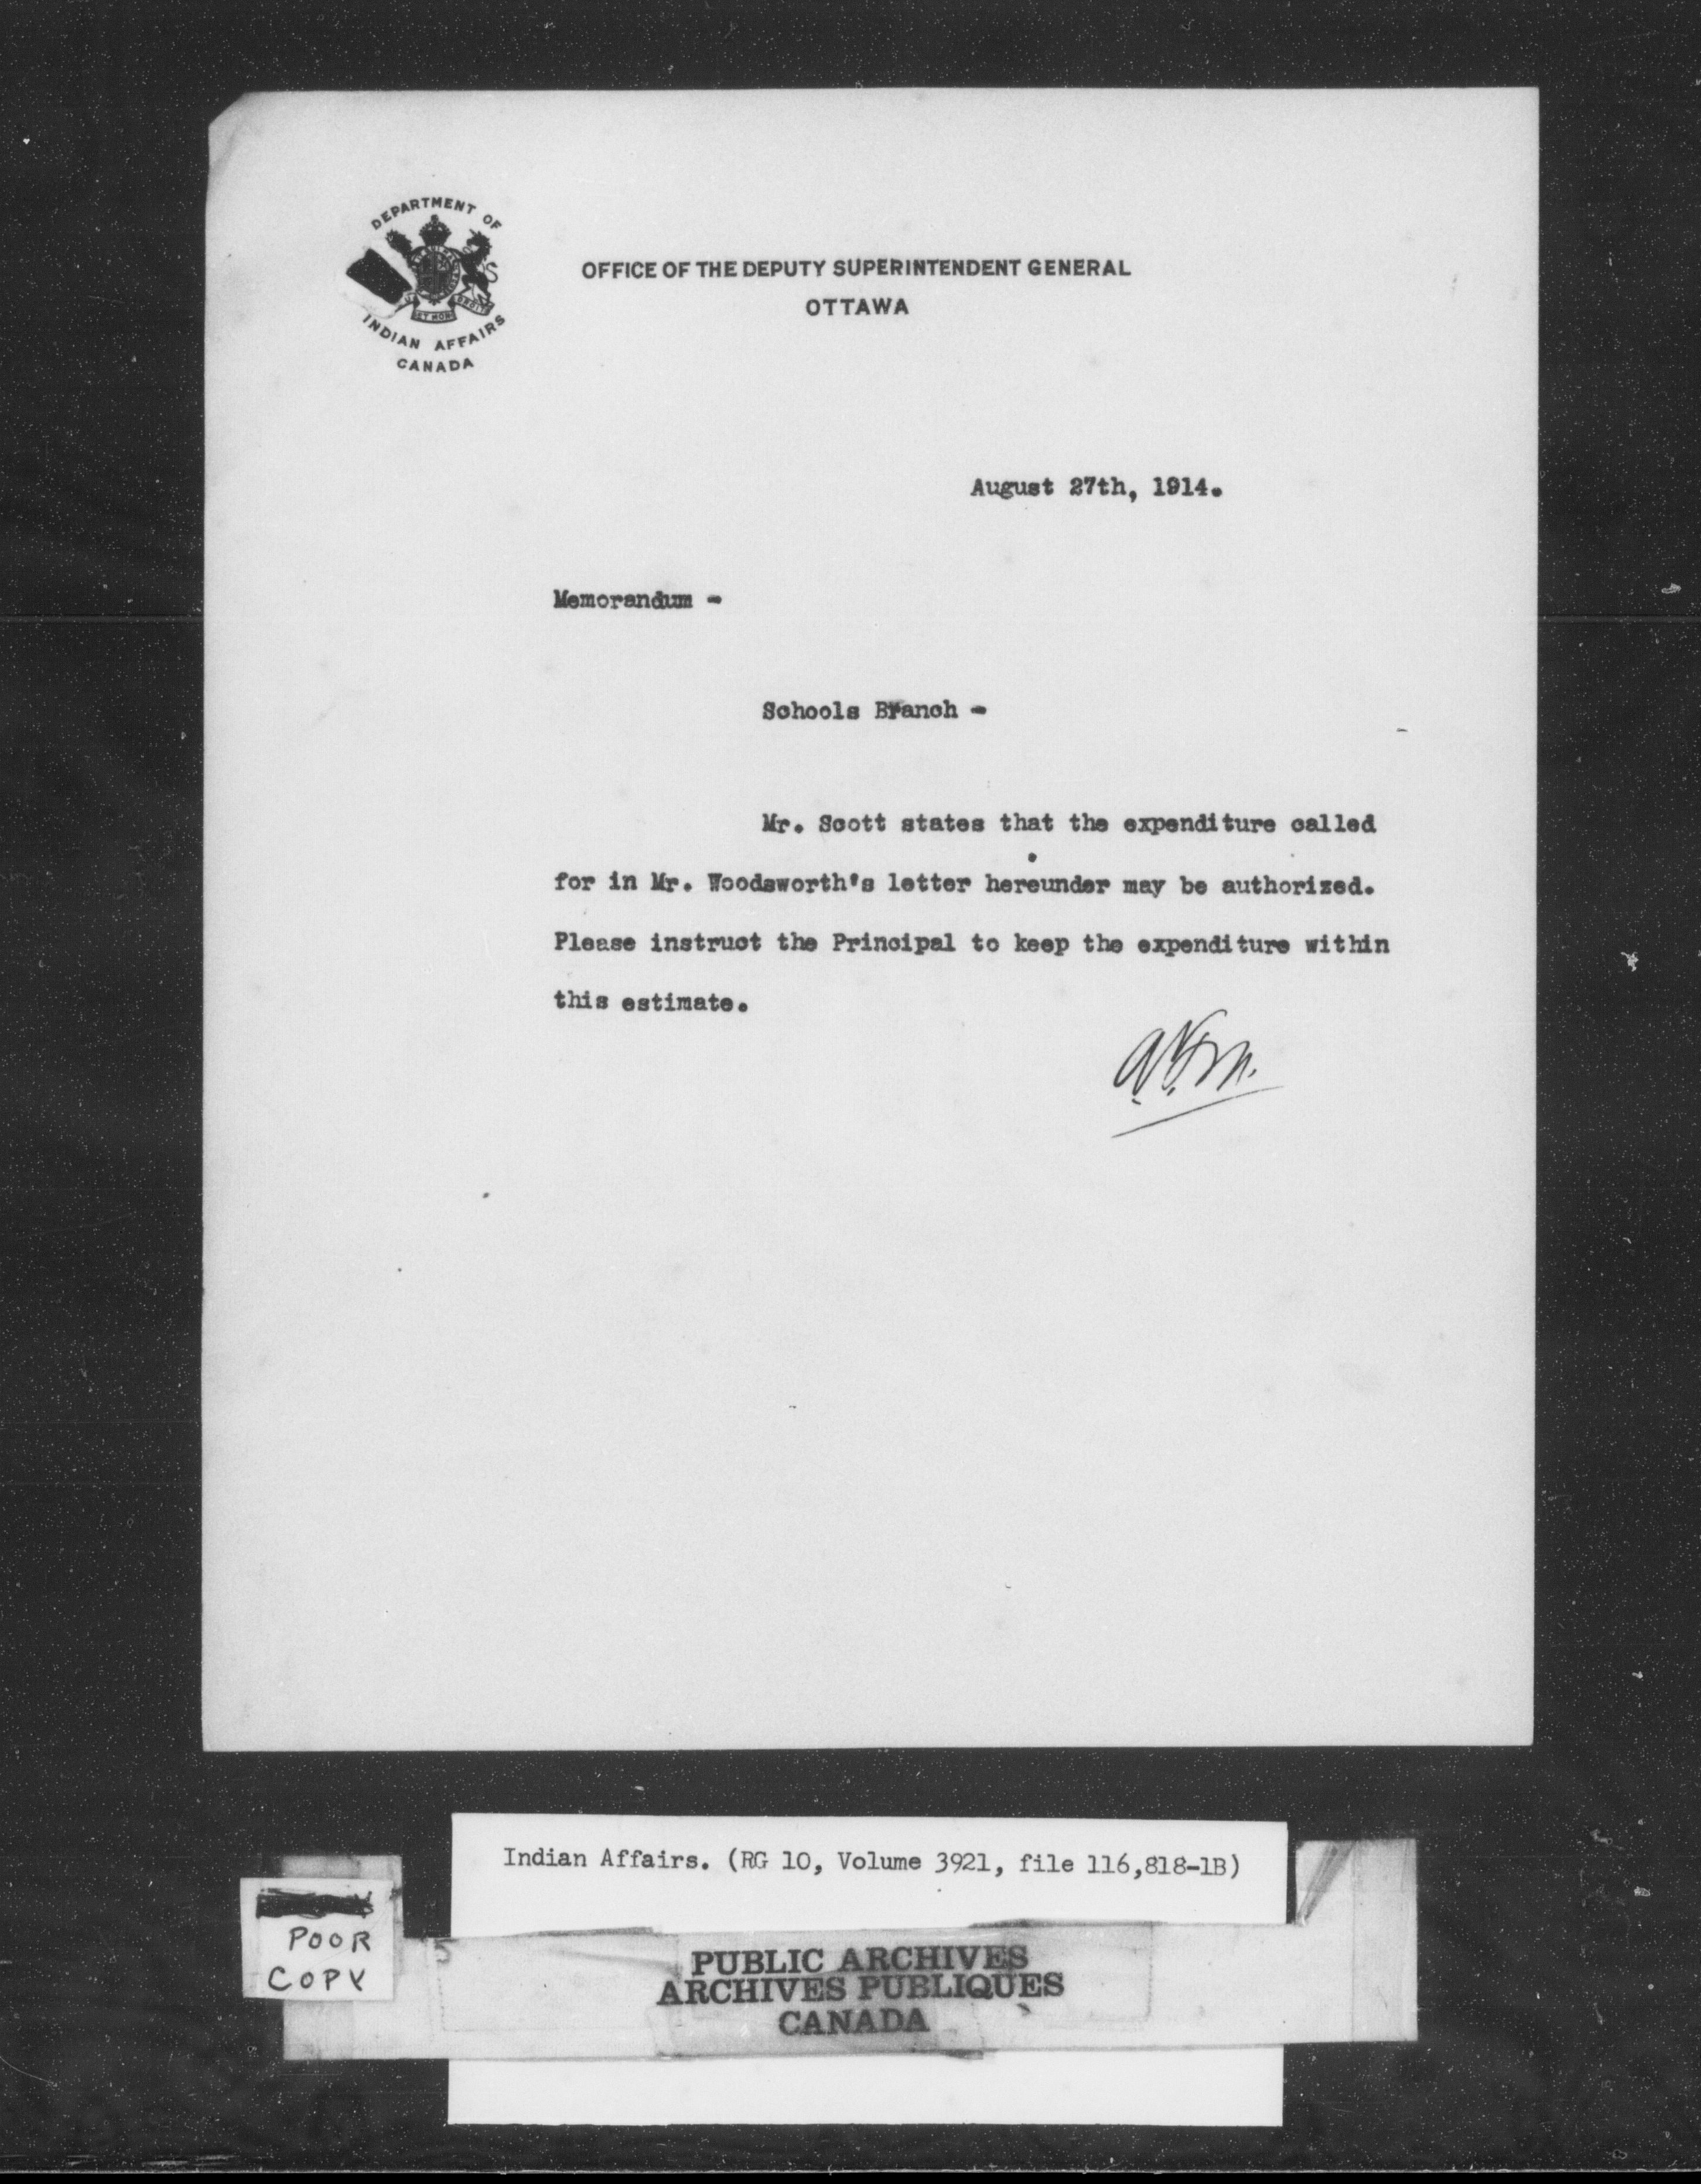 DEPARTMENT OF
INDIAN AFFAIRS
CANADA
OFFICE OF THE DEPUTY SUPERINTENDENT GENERAL
OTTAWA
August 27th, 1914.
Memorandum -
Schools Branch -
Mr. Scott states that the expenditure called
for in Mr. Woodsworth's letter hereunder may be authorized.
Please instruct the Principal to keep the expenditure within
this estimate.
Indian Affairs. (RG 10, Volume 3921, file 116,818-1B)
POOR
COPY
5
PUBLIC ARCHIVES
ARCHIVES PUBLIQUES
CANADA